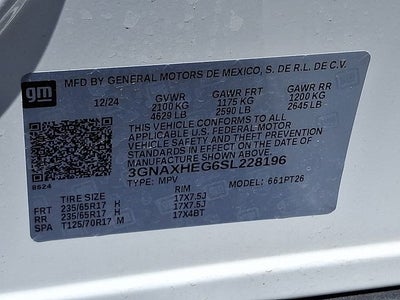 gm MFD BY GENERAL MOTORS DE MEXICO, S. DE R.L. DE C.V.
12/24 GVWR GAWR FRT GAWR RR
2100 KG 1175 KG 1200 KG
4629 LB 2590 LB 2645 LB
THIS VEHICLE CONFORMS TO ALL
APPLICABLE U.S. FEDERAL MOTOR
VEHICLE SAFETY AND THEFT PREVENTION
STANDARDS IN EFFECT ON THE DATE OF
MANUFACTURE SHOWN ABOVE.
3GNAXHEG6SL228196
8624 TYPE: MPV MODEL: 661PT26
TIRE SIZE RIM
FRT 235/65R17 H 17X7.5J
RR 235/65R17 H 17X7.5J
SPA T125/70R17 M 17X4BT